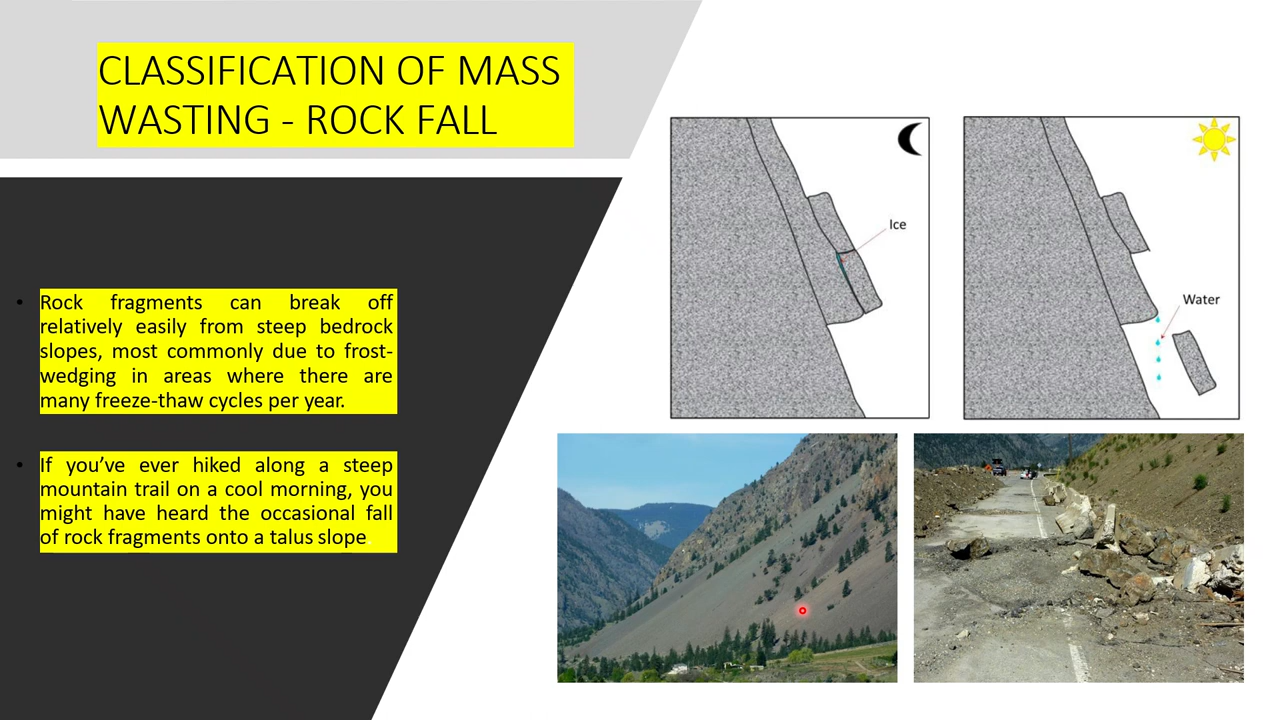 CLASSIFICATION OF MASS
WASTING - ROCK FALL
• Rock fragments can break off
relatively easily from steep bedrock
slopes, most commonly due to frost-
wedging in areas where there are
many freeze-thaw cycles per year.
• If you’ve ever hiked along a steep
mountain trail on a cool morning, you
might have heard the occasional fall
of rock fragments onto a talus slope.
Ice
Water